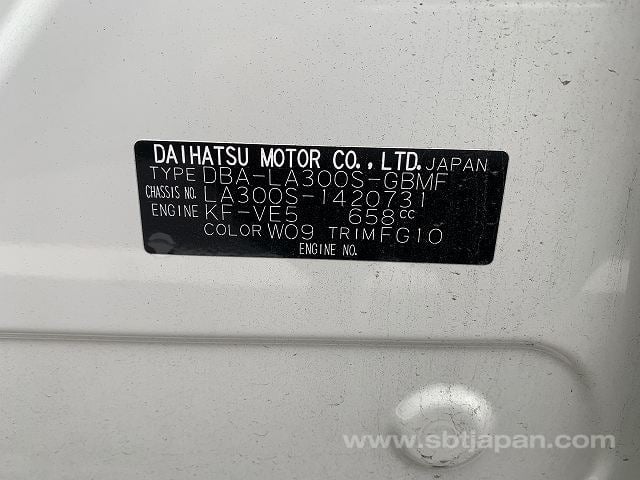 DAIHATSU MOTOR CO.,LTD. JAPAN
TYPE DBA-LA300S-GBMF
CHASSIS NO. LA300S-1420731
ENGINE KF-VE5 658cc
COLOR W09 TRIM FG10
ENGINE NO.
www.sbtjapan.com